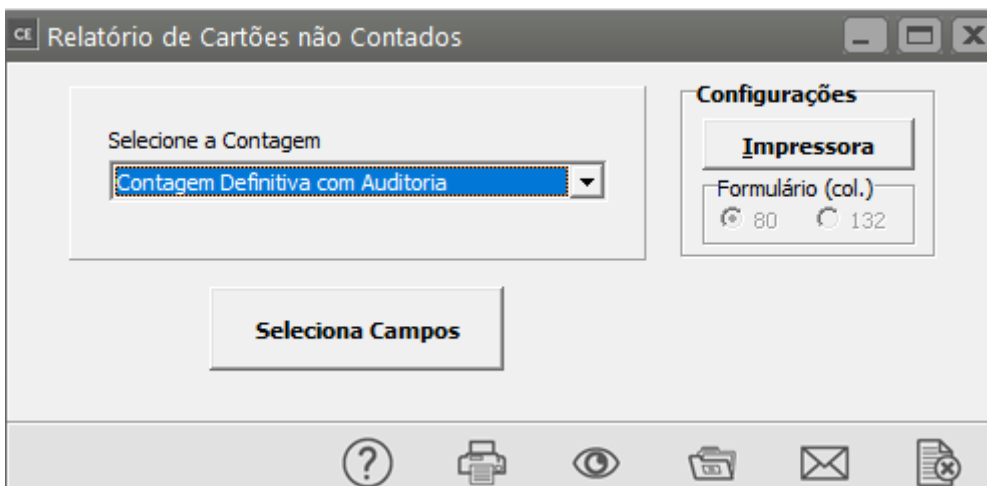 CE Relatório de Cartões não Contados
Selecione a Contagem
Contagem Definitiva com Auditoria
Configurações
Impressora
Formulário (col.)
80 132
Seleciona Campos
?